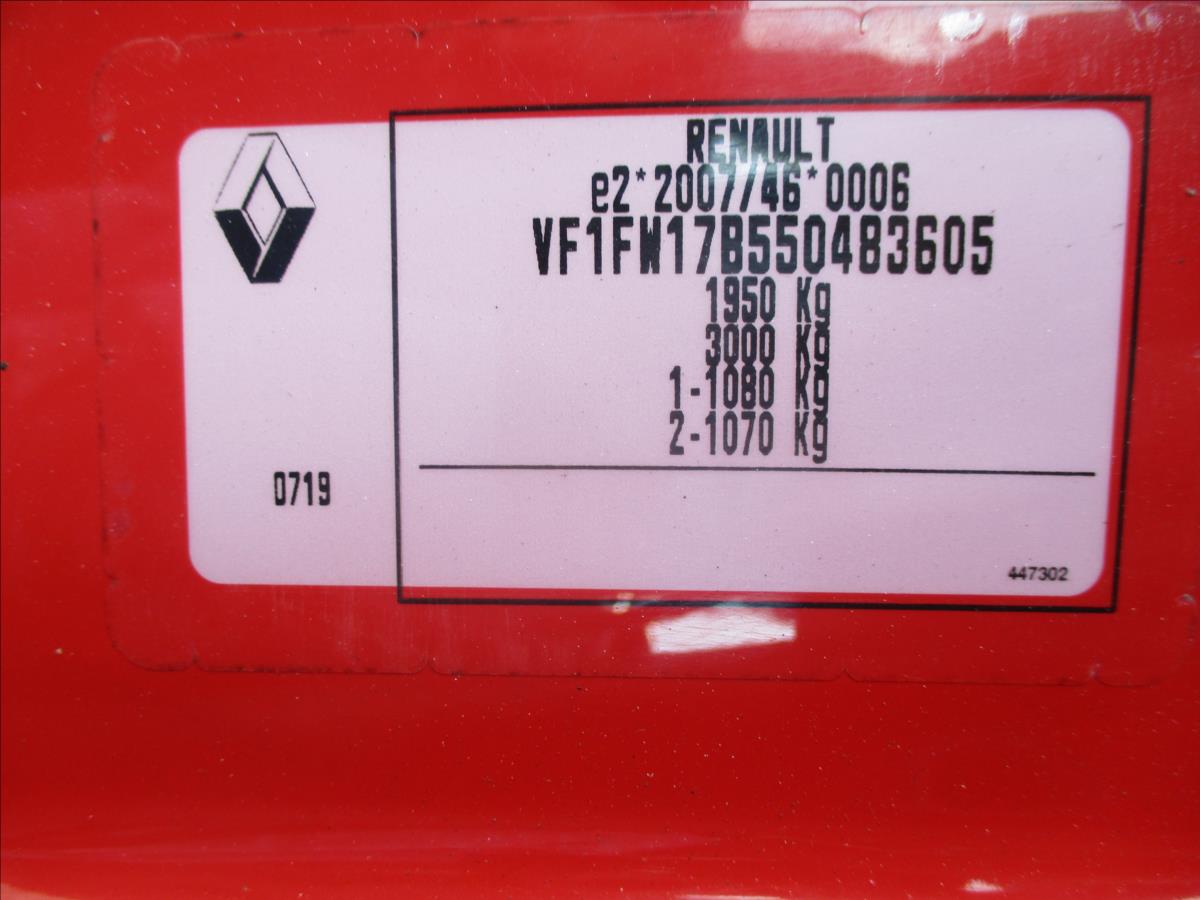 RENAULT
e2*2007/46*0006
VF1FW17B550483605
1950 Kg
3000 Kg
1-1080 Kg
2-1070 Kg
0719
447302